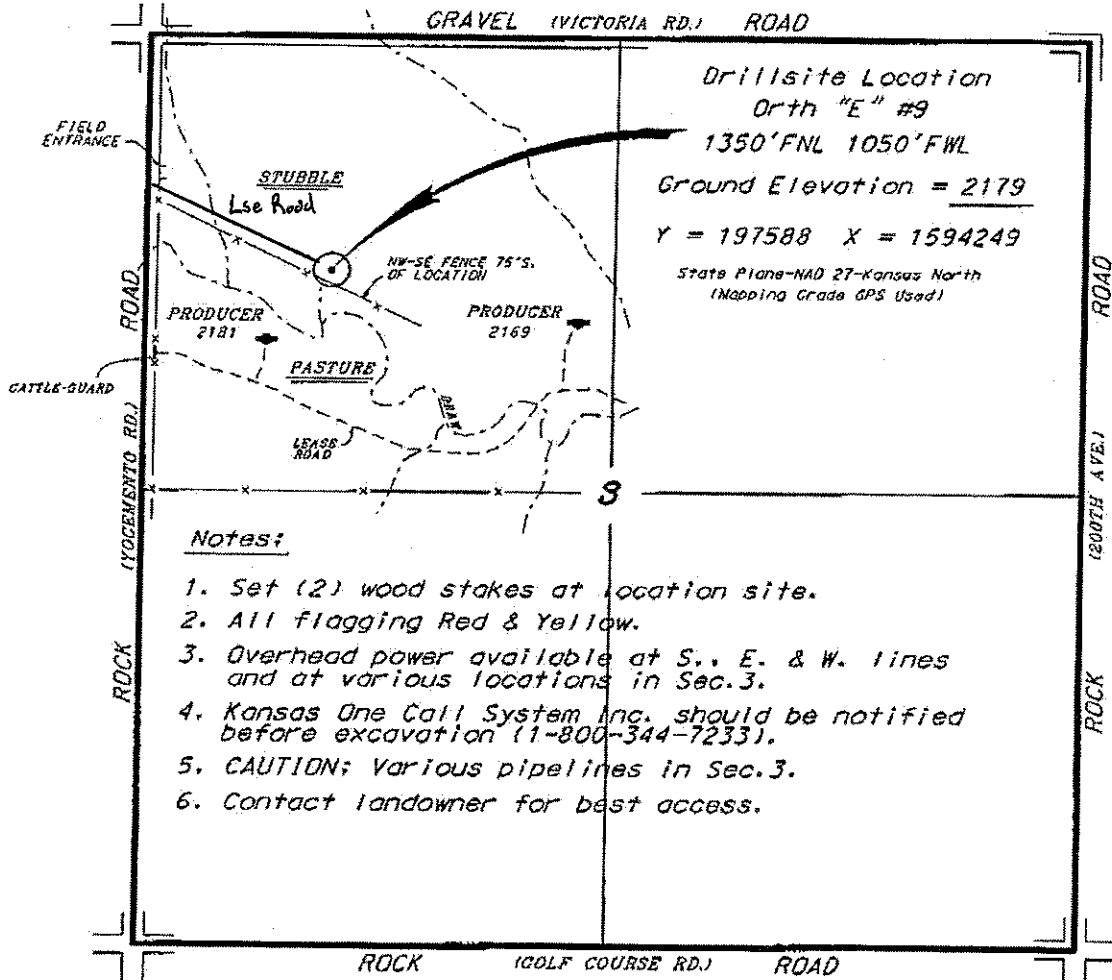 GRAVEL (VICTORIA RD.) ROAD
Drillsite Location
Orth "E" #9
1350'FNL 1050'FWL
Ground Elevation = 2179
Y = 197588 X = 1594249
State Plane-NAD 27-Kansas North
(Mapping Grade GPS Used)
FIELD
ENTRANCE
STUBBLE
Lse Road
NW-SE FENCE 75'S.
OF LOCATION
PRODUCER
2181
PRODUCER
2169
PASTURE
CATTLE-GUARD
DRAW
LEASE
ROAD
ROCK (YOCEMENTO RD.) ROAD
ROCK (200TH AVE.) ROAD
3
Notes:
1. Set (2) wood stakes at location site.
2. All flagging Red & Yellow.
3. Overhead power available at S., E. & W. lines
and at various locations in Sec.3.
4. Kansas One Call System Inc. should be notified
before excavation (1-800-344-7233).
5. CAUTION: Various pipelines in Sec.3.
6. Contact landowner for best access.
ROCK (GOLF COURSE RD.) ROAD